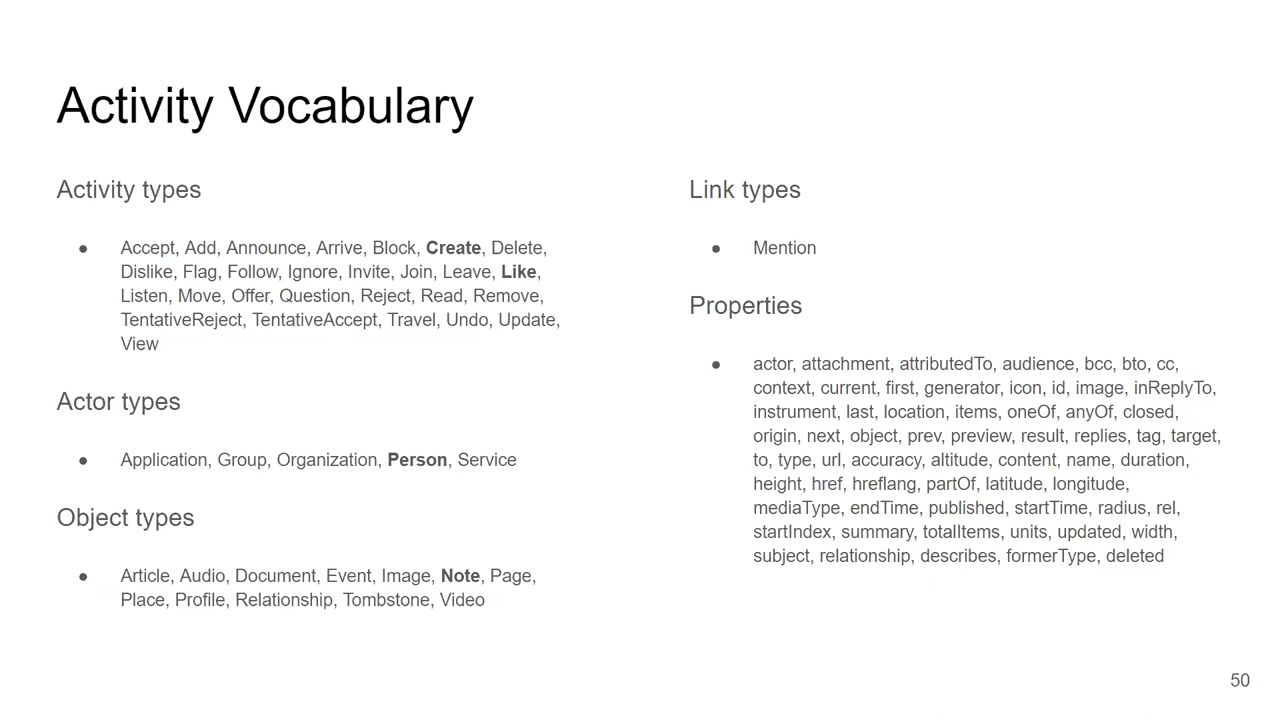 Activity Vocabulary
Activity types
● Accept, Add, Announce, Arrive, Block, Create, Delete,
Dislike, Flag, Follow, Ignore, Invite, Join, Leave, Like,
Listen, Move, Offer, Question, Reject, Read, Remove,
TentativeReject, TentativeAccept, Travel, Undo, Update,
View
Actor types
● Application, Group, Organization, Person, Service
Object types
● Article, Audio, Document, Event, Image, Note, Page,
Place, Profile, Relationship, Tombstone, Video
Link types
● Mention
Properties
● actor, attachment, attributedTo, audience, bcc, bto, cc,
context, current, first, generator, icon, id, image, inReplyTo,
instrument, last, location, items, oneOf, anyOf, closed,
origin, next, object, prev, preview, result, replies, tag, target,
to, type, url, accuracy, altitude, content, name, duration,
height, href, hreflang, partOf, latitude, longitude,
mediaType, endTime, published, startTime, radius, rel,
startIndex, summary, totalItems, units, updated, width,
subject, relationship, describes, formerType, deleted
50